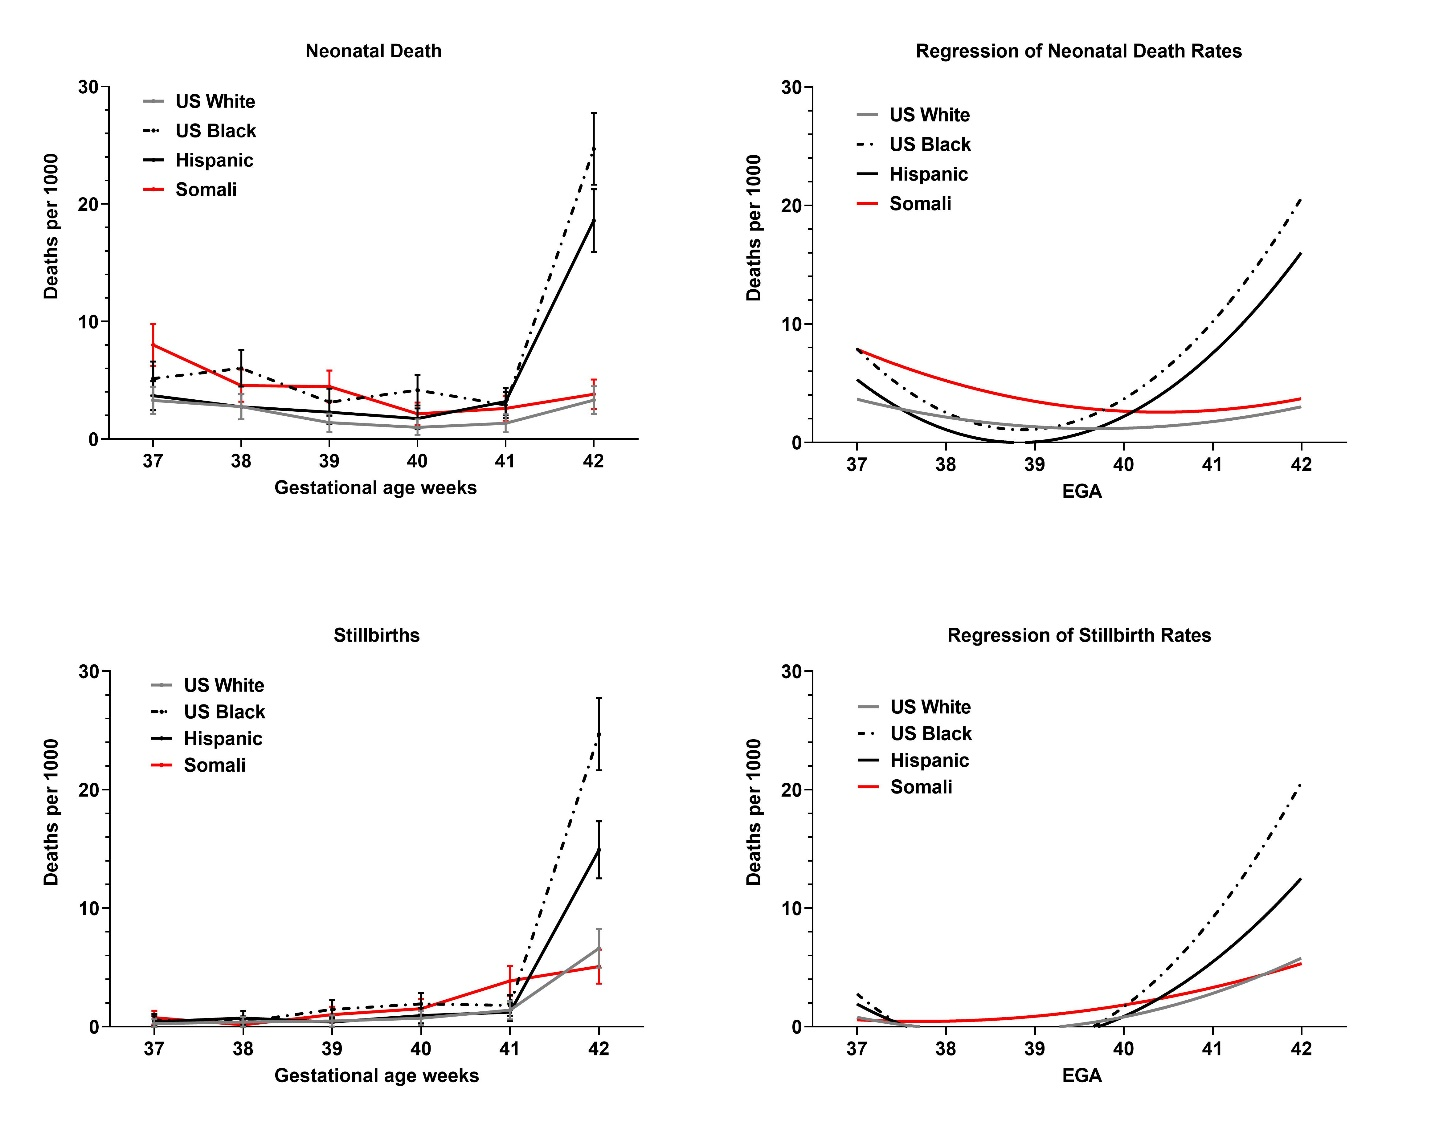 Neonatal Death
30
20
10
0
Deaths per 1000
US White
US Black
Hispanic
Somali
37 38 39 40 41 42
Gestational age weeks
Regression of Neonatal Death Rates
30
20
10
0
Deaths per 1000
US White
US Black
Hispanic
Somali
37 38 39 40 41 42
EGA
Stillbirths
30
20
10
0
Deaths per 1000
US White
US Black
Hispanic
Somali
37 38 39 40 41 42
Gestational age weeks
Regression of Stillbirth Rates
30
20
10
0
Deaths per 1000
US White
US Black
Hispanic
Somali
37 38 39 40 41 42
EGA